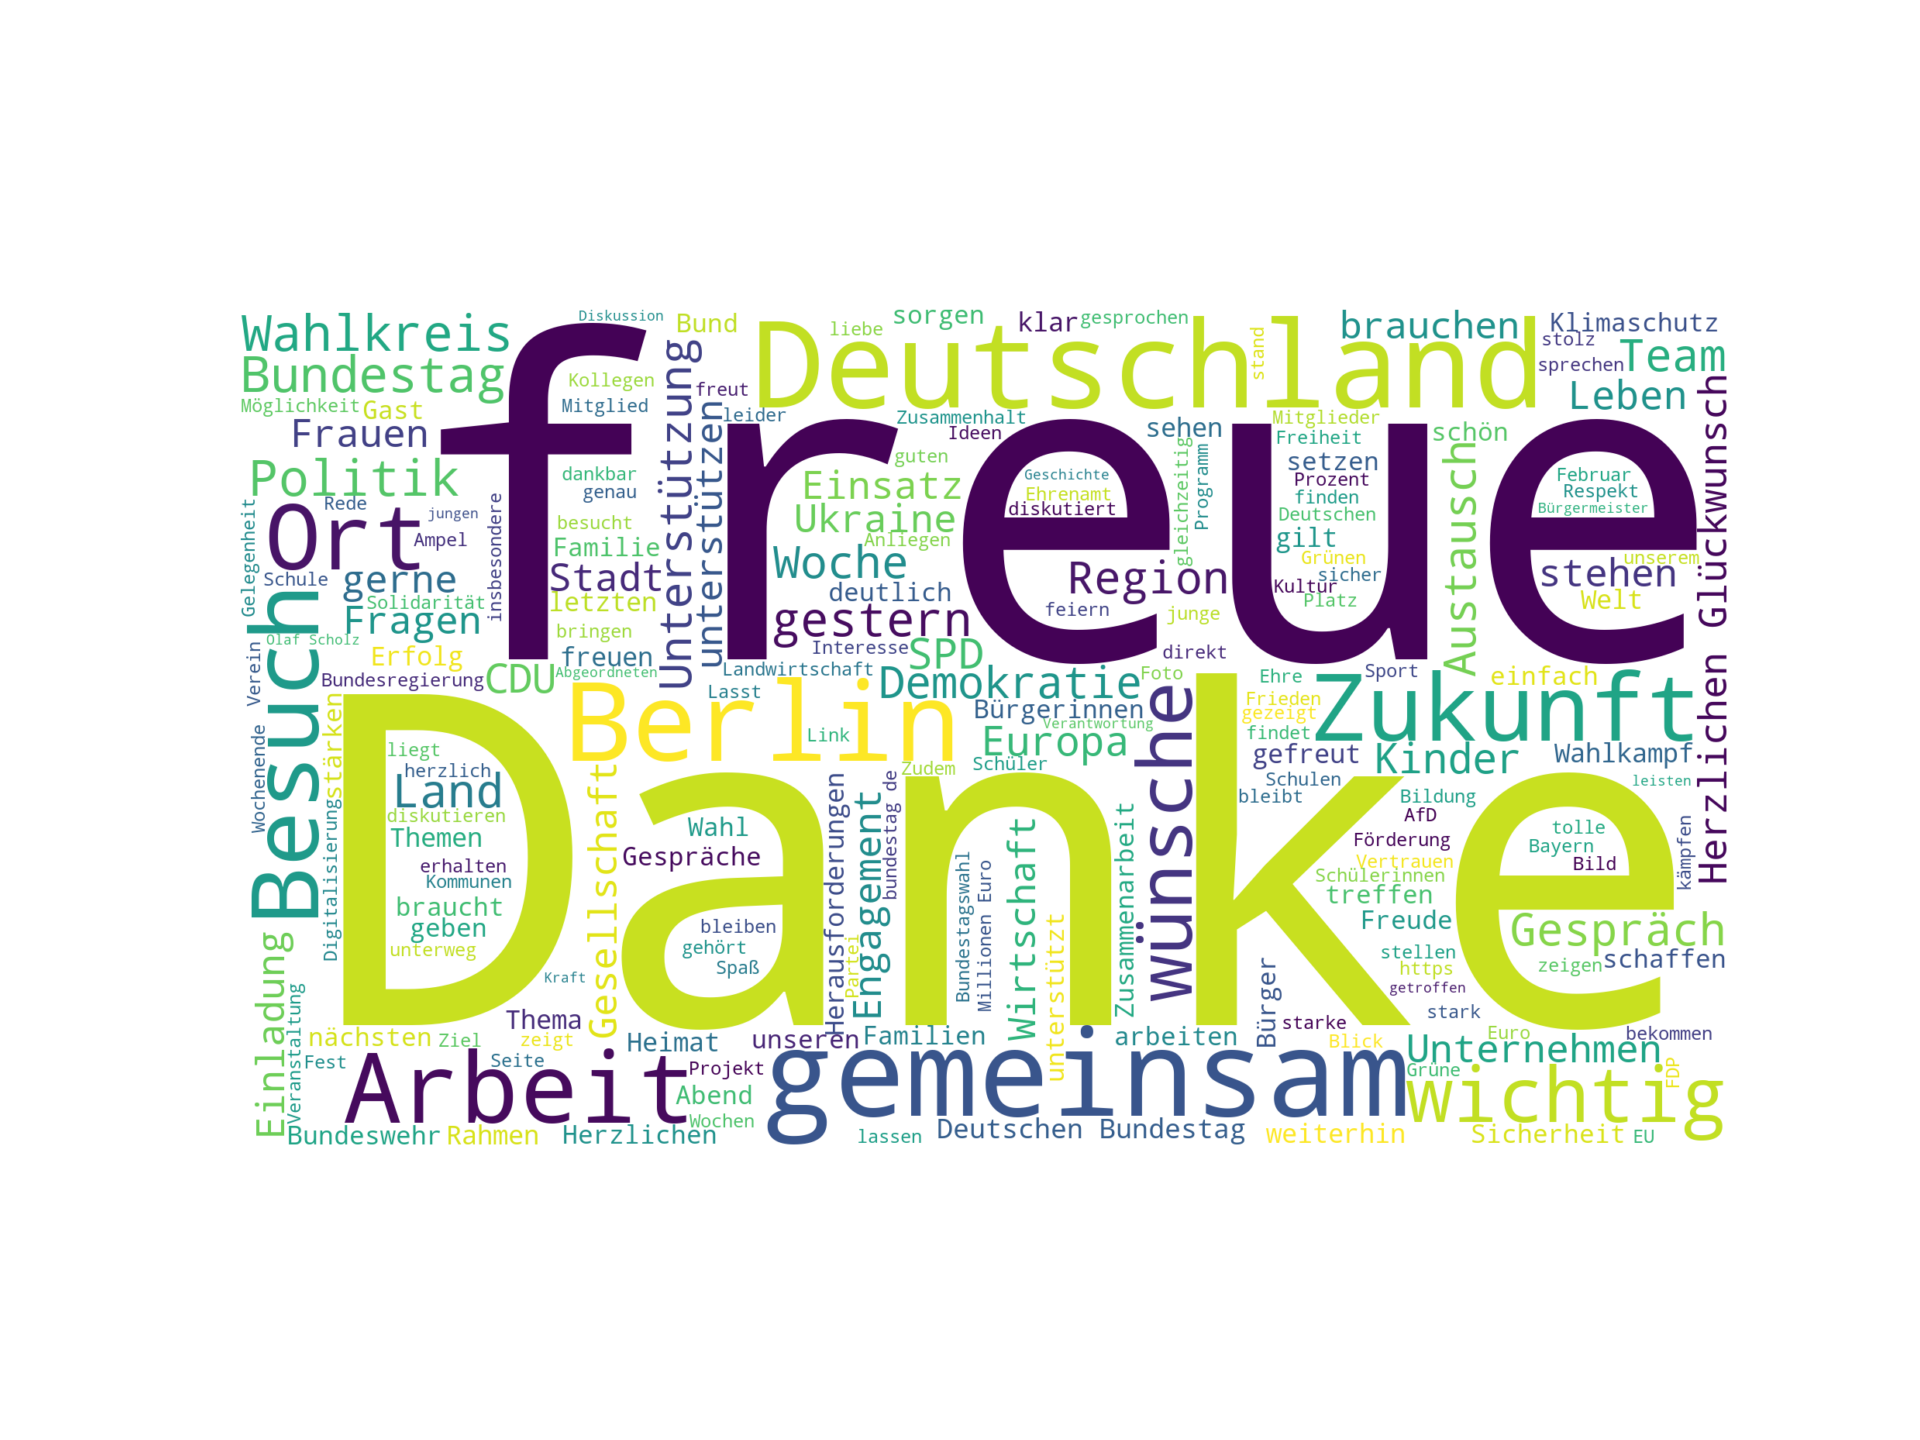 Diskussion
Wahlkreis
Bund
Deutschland
liebe
sorgen
klar
gesprochen
stand
brauchen
Klimaschutz
stolz
sprechen
Team
Bundestag
Kollegen
freut
Leben
Möglichkeit
Gast
Mitglied
leider
Zusammenhalt
Ideen
sehen
Mitglieder
Freiheit
schön
Frauen
freue
Unterstützung
unterstützen
guten
setzen
Herzlichen Glückwunsch
Politik
dankbar
genau
Einsatz
Geschichte
Ehrenamt
diskutiert
gleichzeitig
Programm
Prozent
finden
Austausch
Februar
Respekt
Bürgermeister
Rede
jungen
insbesondere
Gelegenheit
Ort
Ampel
besucht
Ukraine
Anliegen
Deutschen
gilt
Familie
Woche
Grünen
unserem
Schule
gerne
Stadt
deutlich
Region
sicher
Kultur
stehen
Solidarität
letzten
Platz
Welt
Fragen
gestern
feiern
junge
Besuch
Olaf Scholz
bringen
Erfolg
freuen
Interesse
SPD
direkt
Verein
Bundesregierung
CDU
Abgeordneten
Landwirtschaft
Demokratie
Foto
Ehre
Sport
einfach
Lasst
Berlin
Bürgerinnen
Frieden
Zukunft
gezeigt
Verantwortung
wünsche
findet
Danke
stärken
liegt
Link
Europa
gefreut
Kinder
Wahlkampf
Wochenende
herzlich
Schüler
Zudem
Schulen
leisten
Land
Gesellschaft
Herausforderungen
bundestag de
bleibt
Bildung
Digitalisierung
diskutieren
Engagement
Zusammenarbeit
AfD
Themen
Wahl
Wirtschaft
Förderung
tolle
Bayern
kämpfen
erhalten
Gespräche
Bundestagswahl
Vertrauen
Bild
Kommunen
Millionen Euro
Schülerinnen
treffen
braucht
unterstützt
Freude
geben
bleiben
Gespräch
unterweg
gehört
Partei
stellen
schaffen
Einladung
Spaß
https
zeigen
Kraft
getroffen
Veranstaltung
Thema
Bürger
starke
stark
nächsten
Ziel
zeigt
Heimat
unseren
Familien
arbeiten
Blick
Euro
bekommen
Fest
Seite
Arbeit
Projekt
gemeinsam
Unternehmen
Grüne
FDP
Abend
wichtig
Wochen
Bundeswehr
Rahmen
Herzlichen
lassen
Deutschen Bundestag
weiterhin
Sicherheit
EU